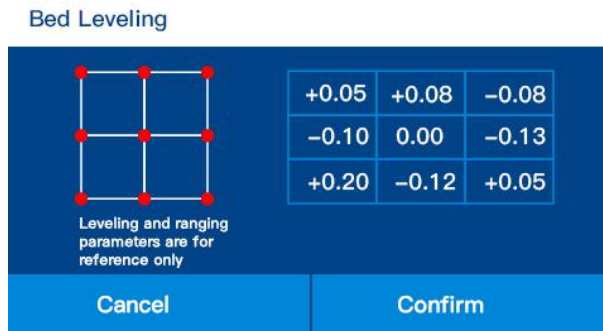 Bed Leveling
+0.05 +0.08 −0.08
−0.10 0.00 −0.13
+0.20 −0.12 +0.05
Leveling and ranging
parameters are for
reference only
Cancel Confirm